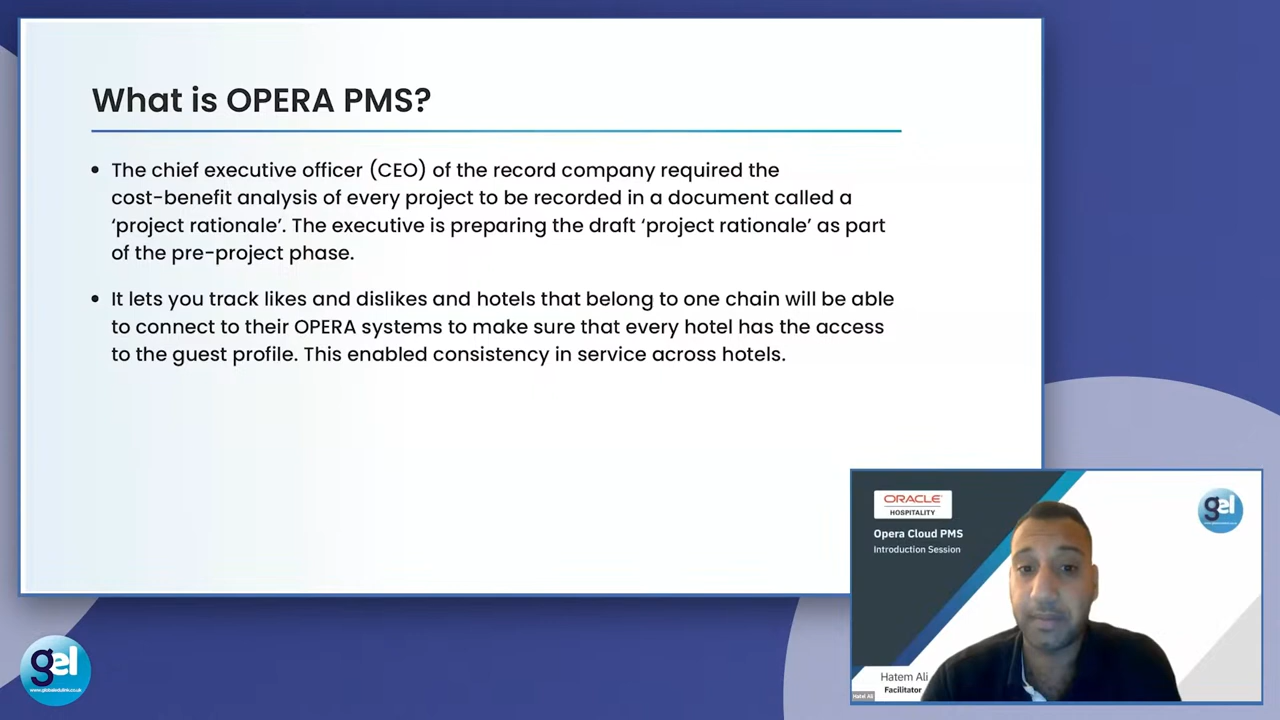 What is OPERA PMS?
• The chief executive officer (CEO) of the record company required the
cost-benefit analysis of every project to be recorded in a document called a
‘project rationale’. The executive is preparing the draft ‘project rationale’ as part
of the pre-project phase.
• It lets you track likes and dislikes and hotels that belong to one chain will be able
to connect to their OPERA systems to make sure that every hotel has the access
to the guest profile. This enabled consistency in service across hotels.
ORACLE
HOSPITALITY
Opera Cloud PMS
Introduction Session
gel
Hatem Ali
Facilitator
gel
www.globaledulink.co.uk